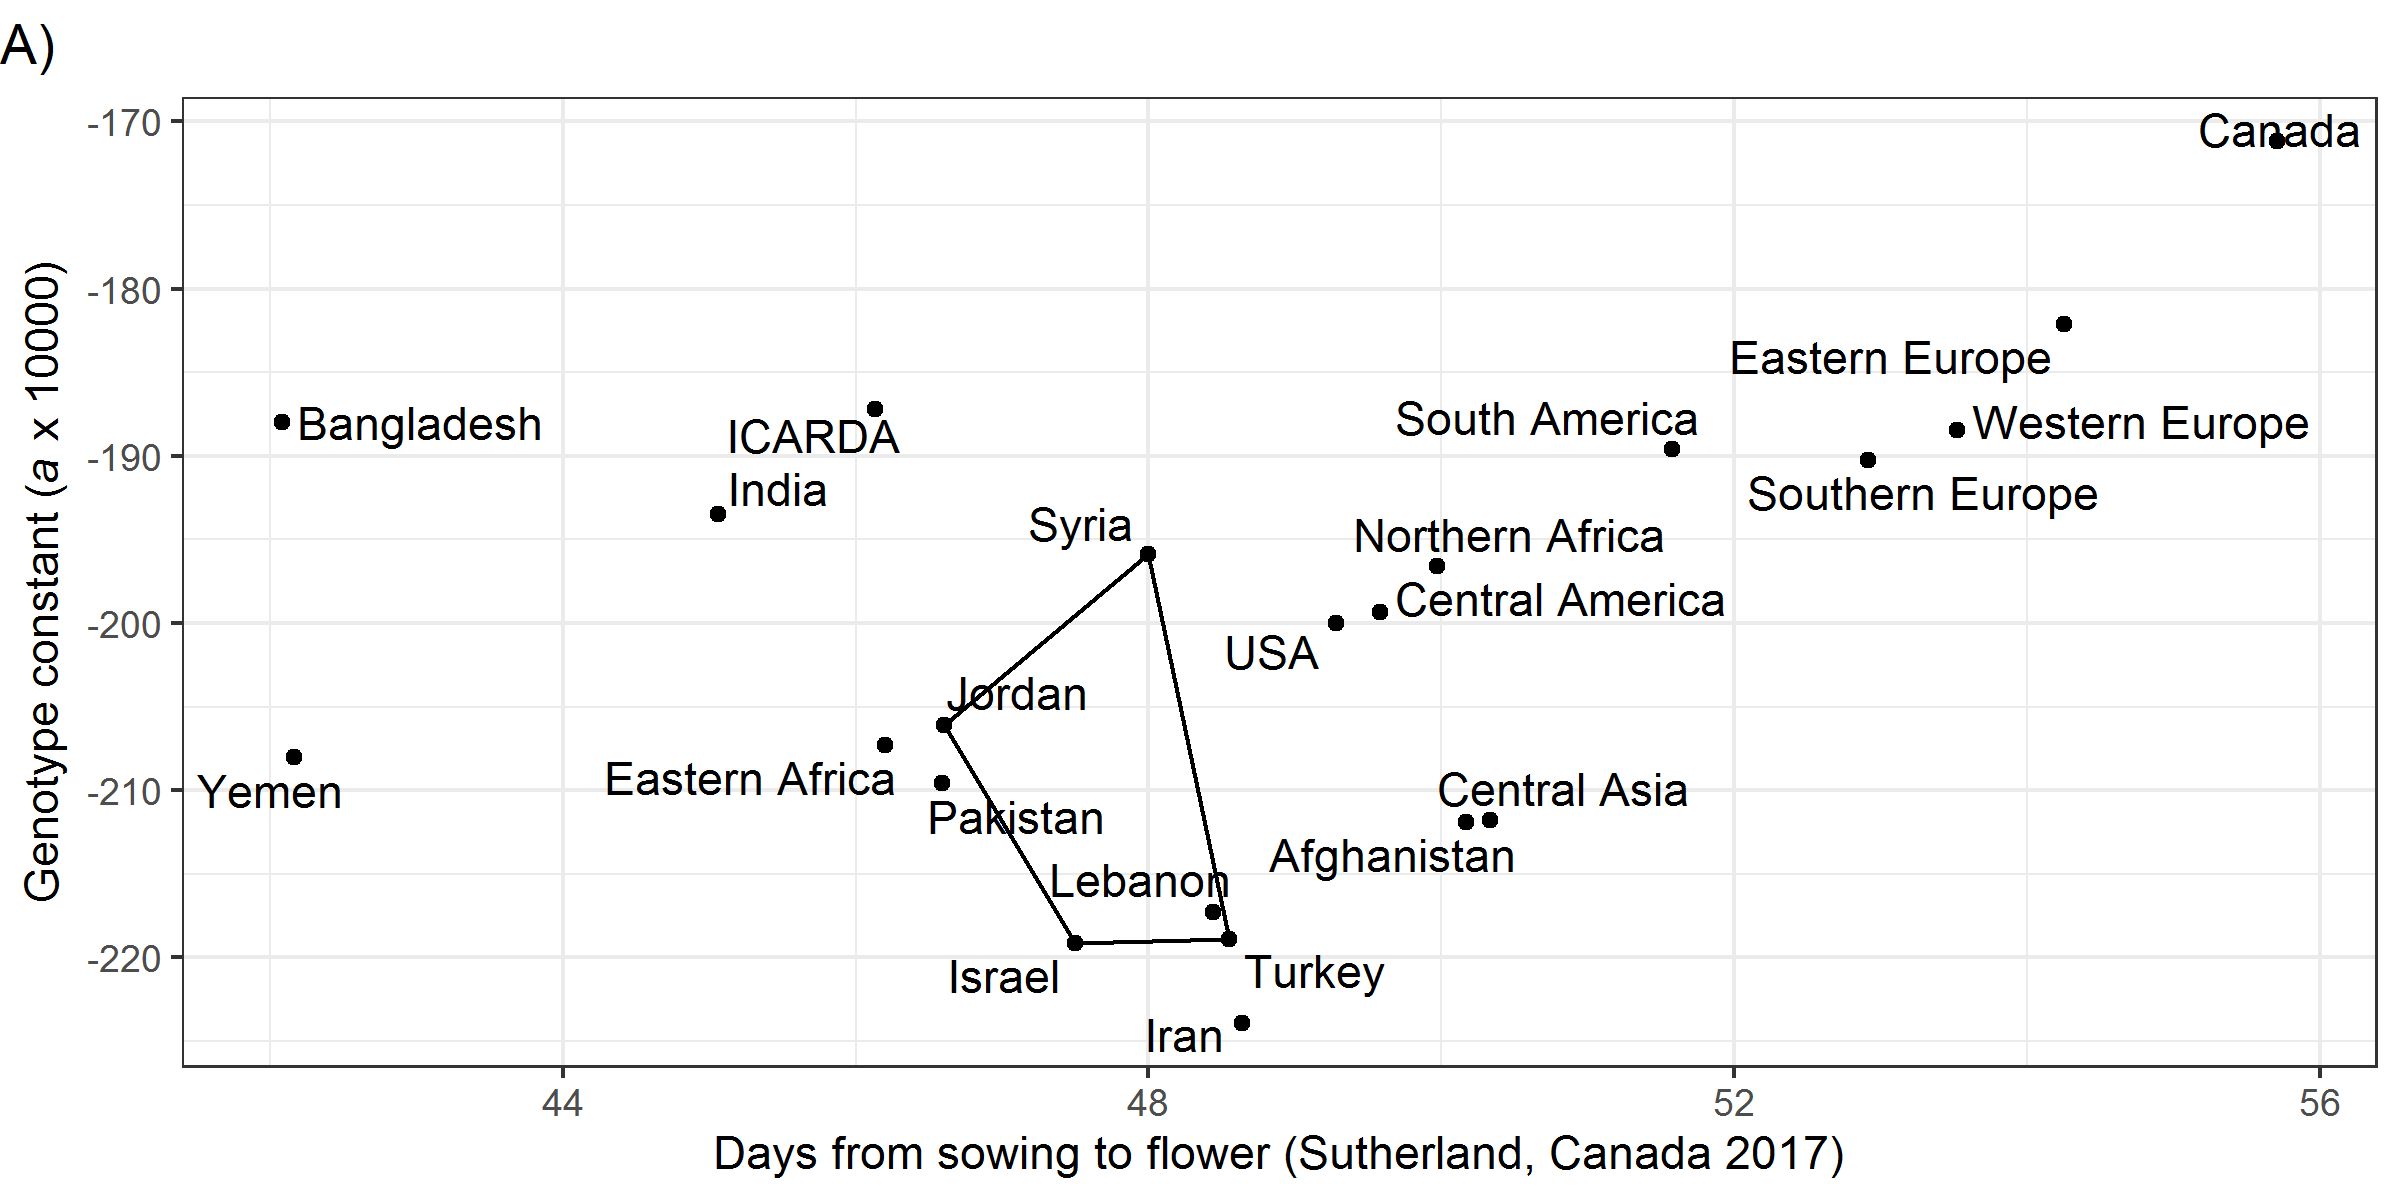 A)
Genotype constant (a x 10000)
-170
-180
-190
-200
-210
-220
Canada
Eastern Europe
South America
Western Europe
Bangladesh
ICARDA
India
Southern Europe
Syria
Northern Africa
Central America
USA
Jordan
Eastern Africa
Yemen
Central Asia
Pakistan
Afghanistan
Lebanon
Israel
Turkey
Iran
44
48
52
56
Days from sowing to flower (Sutherland, Canada 2017)